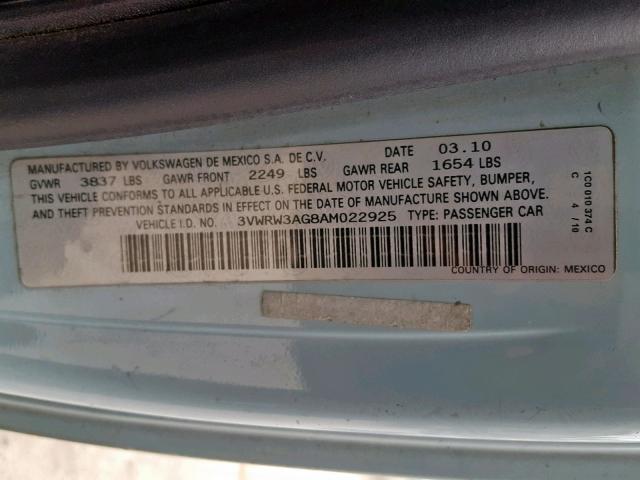 MANUFACTURED BY VOLKSWAGEN DE MEXICO S.A. DE C.V. DATE 03.10
GVWR 3837 LBS GAWR FRONT 2249 LBS GAWR REAR 1654 LBS
THIS VEHICLE CONFORMS TO ALL APPLICABLE U.S. FEDERAL MOTOR VEHICLE SAFETY, BUMPER,
AND THEFT PREVENTION STANDARDS IN EFFECT ON THE DATE OF MANUFACTURE SHOWN ABOVE.
VEHICLE I.D. NO. 3VWRW3AG8AM022925 TYPE: PASSENGER CAR
COUNTRY OF ORIGIN: MEXICO
1C0 010 374 C
C 4 / 10